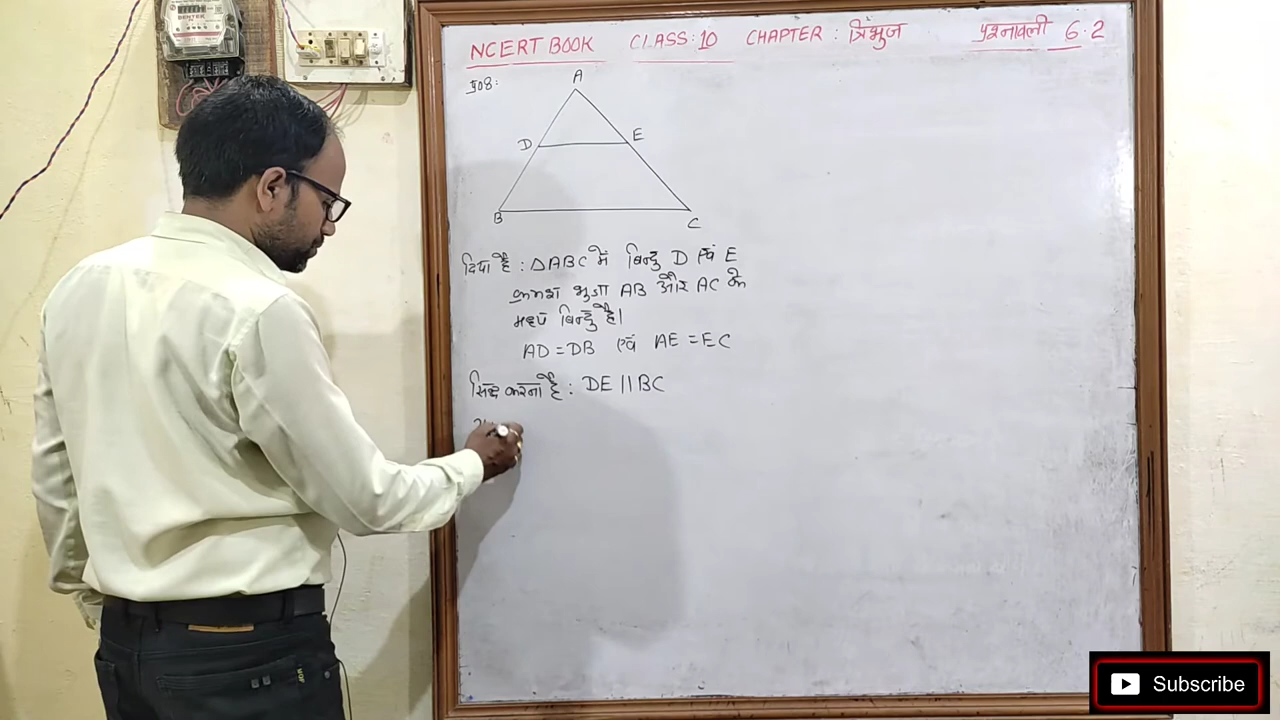 NCERT BOOK CLASS:10 CHAPTER: त्रिभुज प्रश्नावली 6.2
प्र०8:
A
D E
B C
दिया है : △ABC में बिन्दु D एवं E
क्रमश भुजा AB और AC के
मध्य बिन्दु है।
AD = DB एवं AE = EC
सिद्ध करना है : DE || BC
Subscribe